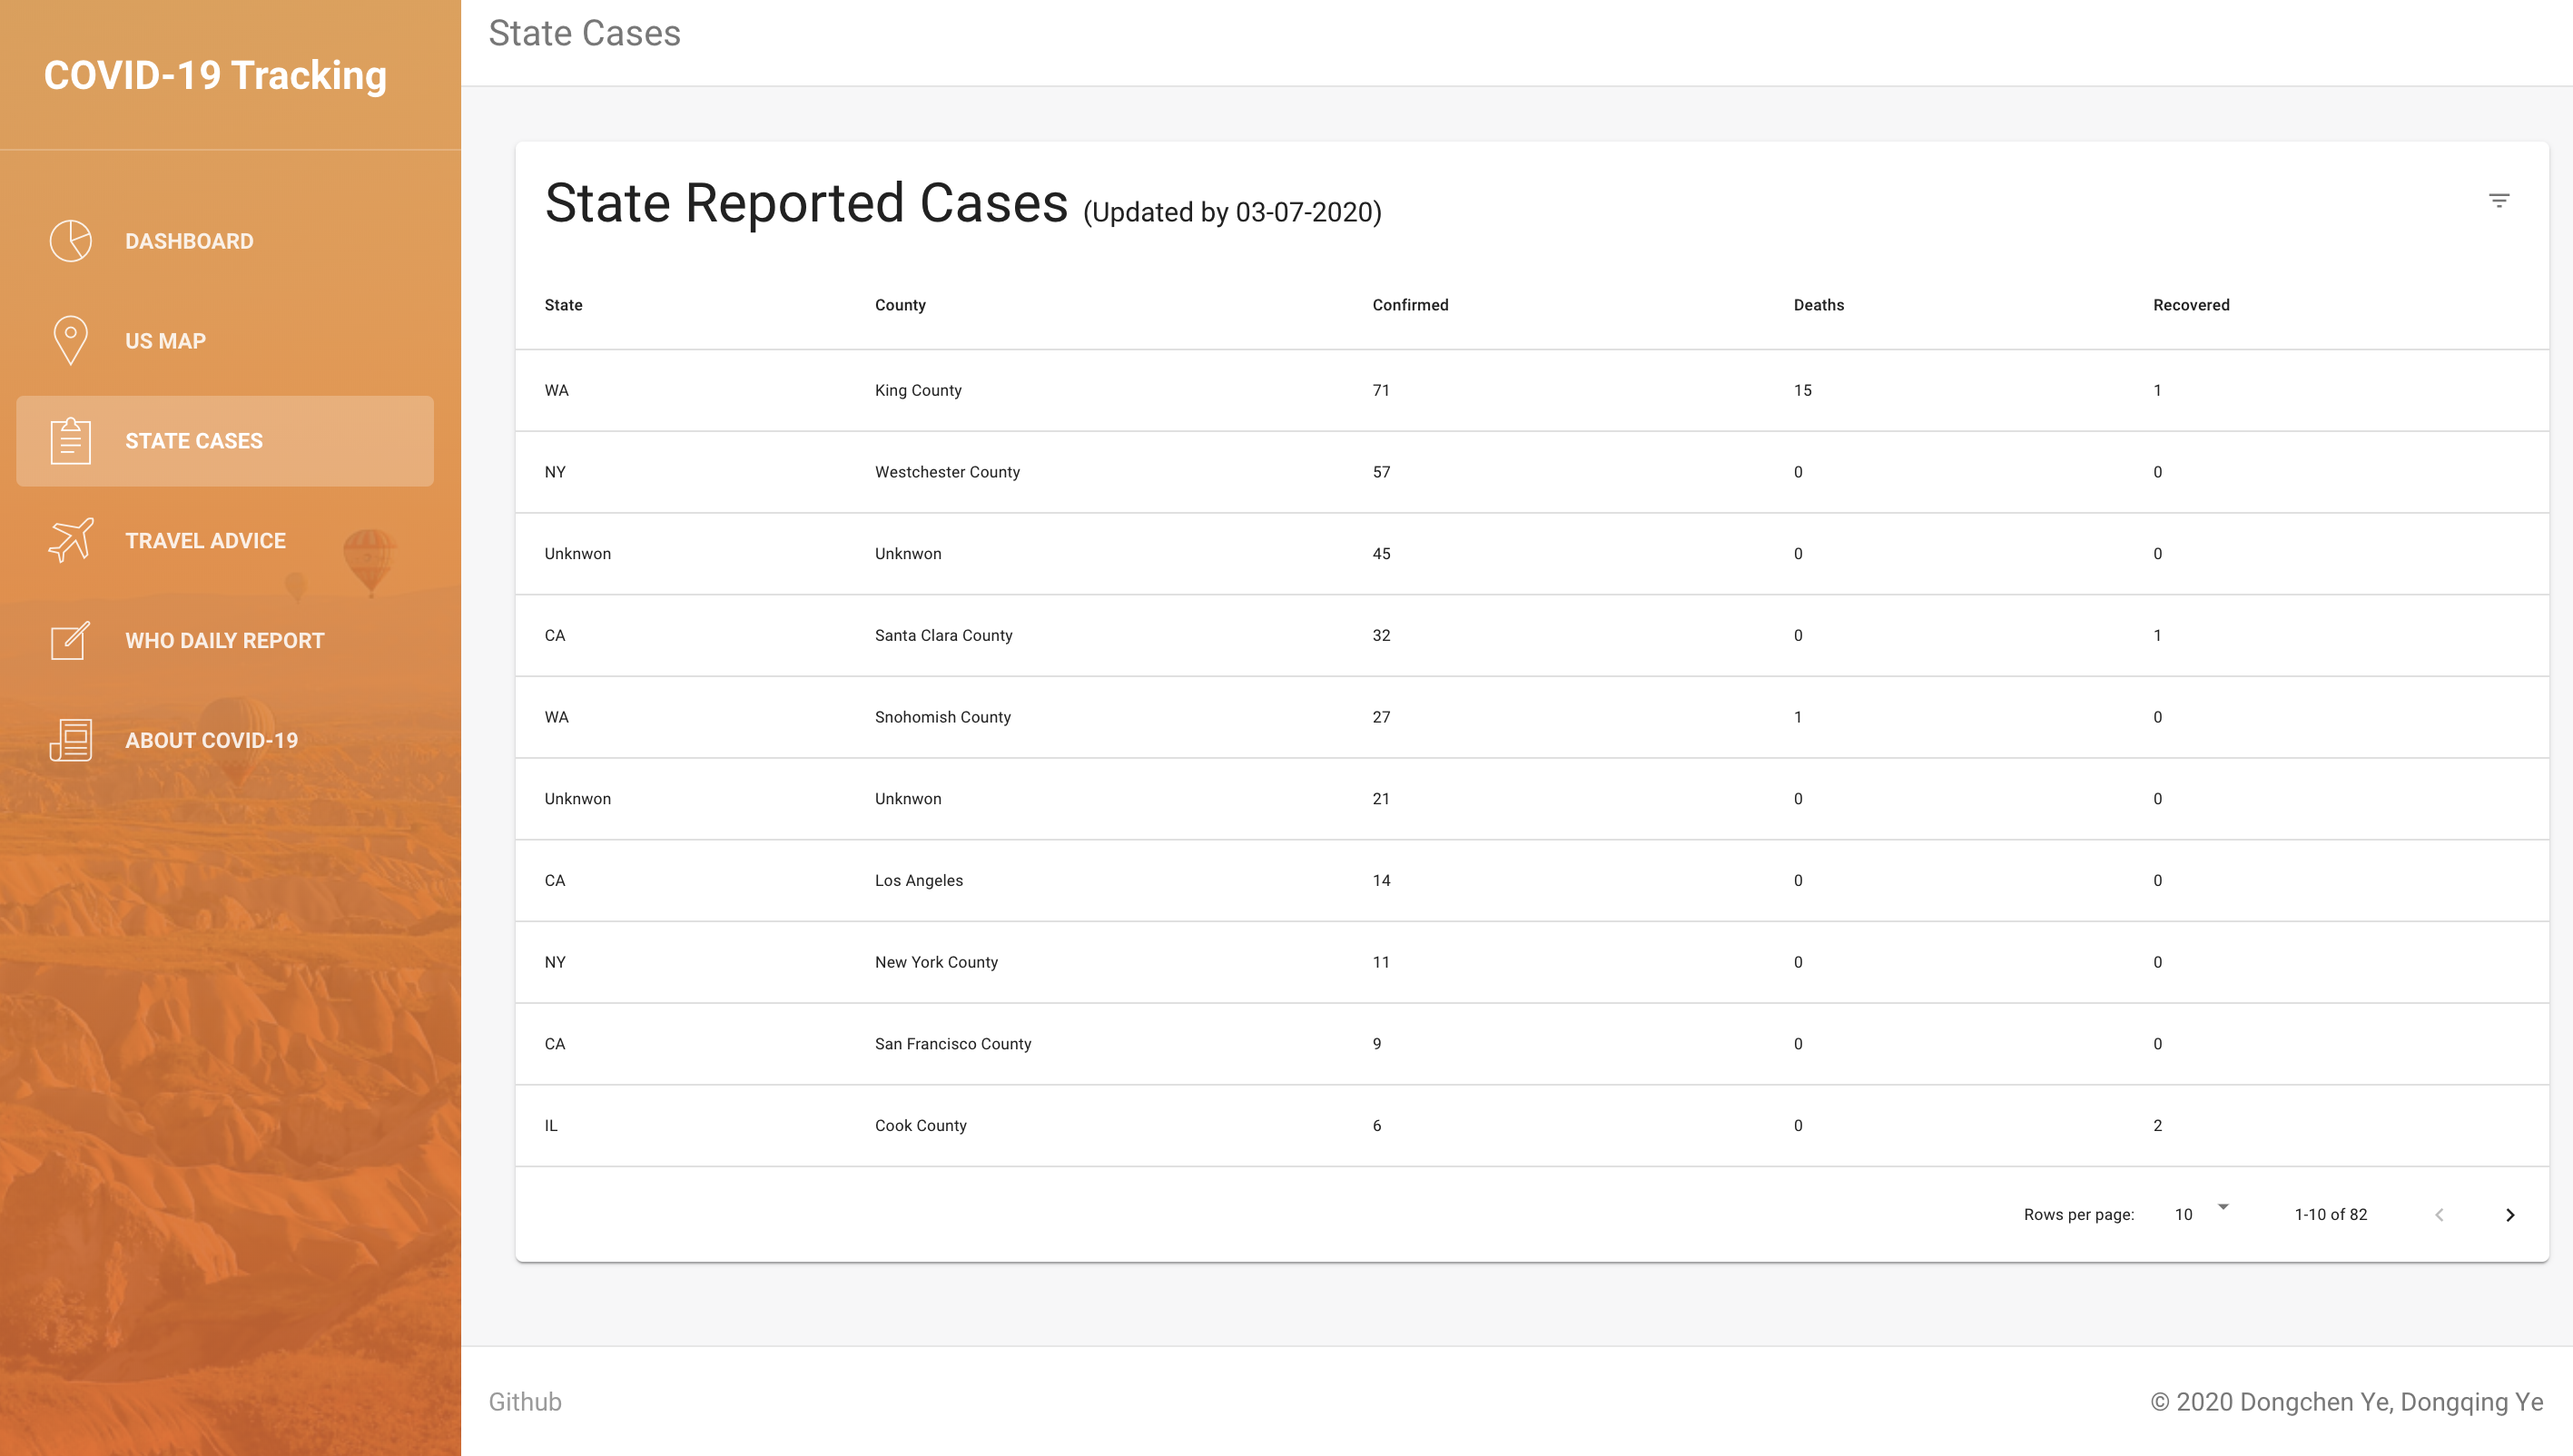 COVID-19 Tracking
DASHBOARD
US MAP
STATE CASES
TRAVEL ADVICE
WHO DAILY REPORT
ABOUT COVID-19
State Cases
State Reported Cases (Updated by 03-07-2020)
State County Confirmed Deaths Recovered
WA King County 71 15 1
NY Westchester County 57 0 0
Unknwon Unknwon 45 0 0
CA Santa Clara County 32 0 1
WA Snohomish County 27 1 0
Unknwon Unknwon 21 0 0
CA Los Angeles 14 0 0
NY New York County 11 0 0
CA San Francisco County 9 0 0
IL Cook County 6 0 2
Rows per page: 10 1-10 of 82
Github
© 2020 Dongchen Ye, Dongqing Ye